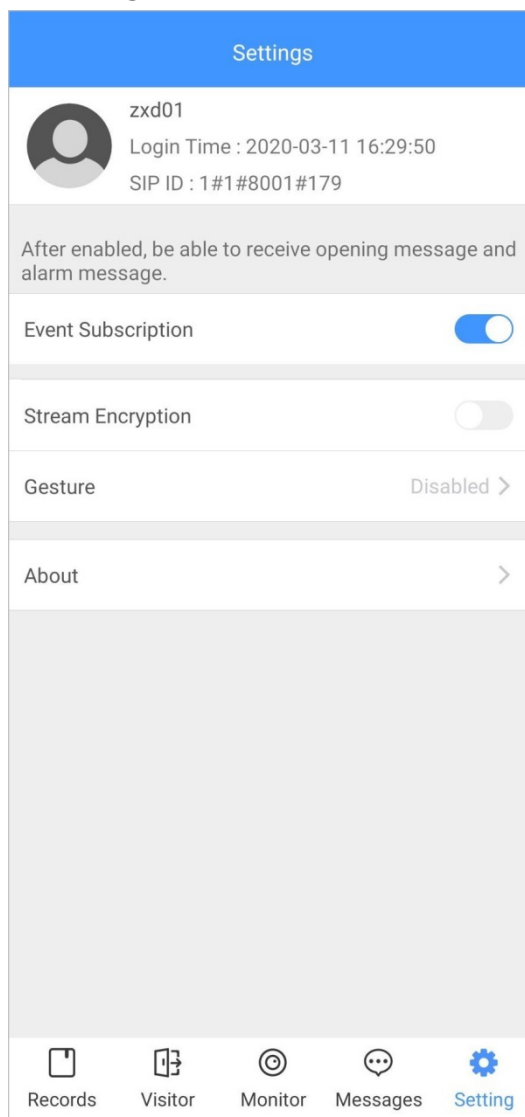 Settings
zxd01
Login Time : 2020-03-11 16:29:50
SIP ID : 1#1#8001#179
After enabled, be able to receive opening message and
alarm message.
Event Subscription
Stream Encryption
Gesture Disabled >
About >
Records Visitor Monitor Messages Setting